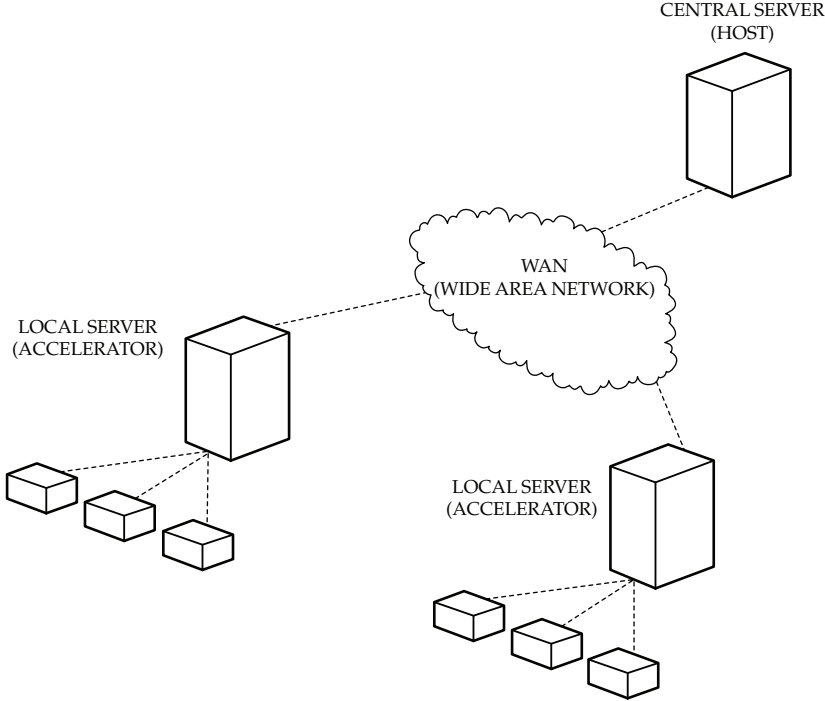 CENTRAL SERVER
(HOST)
WAN
(WIDE AREA NETWORK)
LOCAL SERVER
(ACCELERATOR)
LOCAL SERVER
(ACCELERATOR)